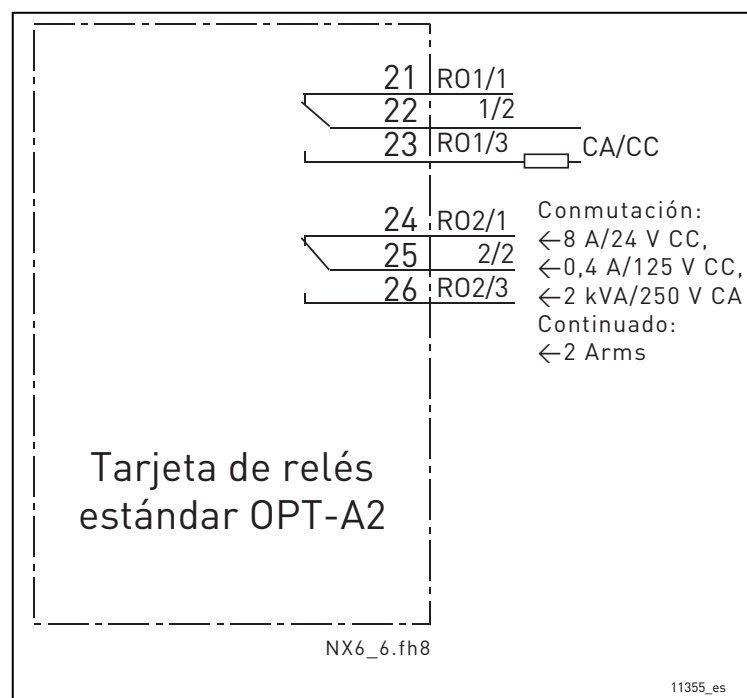 21 RO1/1
22 1/2
23 RO1/3 CA/CC
24 RO2/1
25 2/2
26 RO2/3
Conmutación:
←8 A/24 V CC,
←0,4 A/125 V CC,
←2 kVA/250 V CA
Continuado:
←2 Arms
Tarjeta de relés
estándar OPT-A2
NX6_6.fh8
11355_es